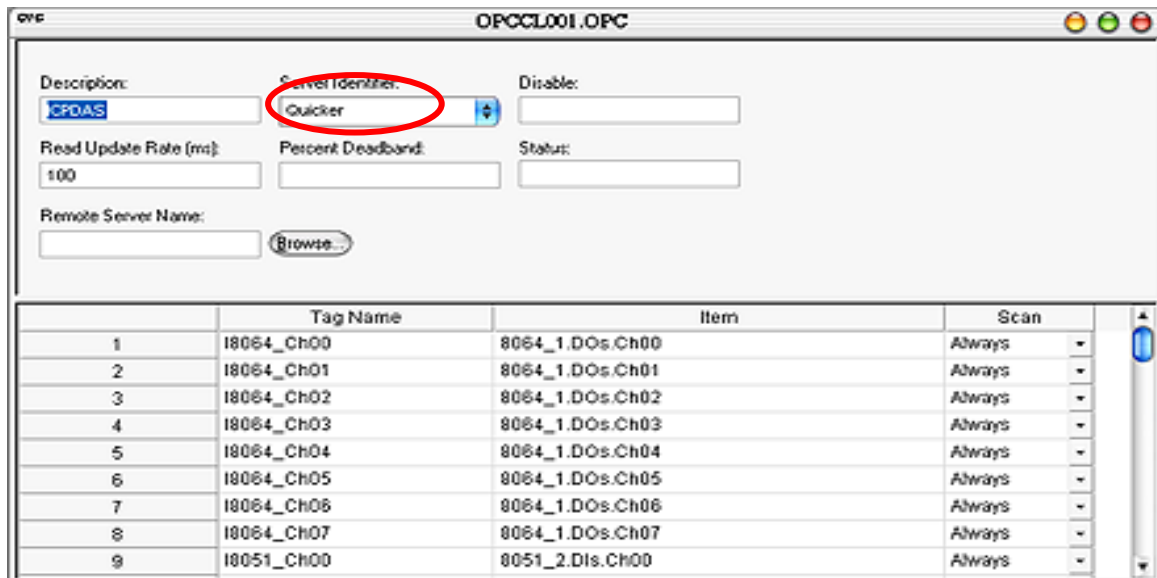 OPC
OPCCL001.OPC
Description: Server Identifier: Disable:
ICPDAS Quicker
Read Update Rate (ms): Percent Deadband: Status:
100
Remote Server Name:
Browse...
Tag Name Item Scan
1 I8064_Ch00 8064_1.DOs.Ch00 Always
2 I8064_Ch01 8064_1.DOs.Ch01 Always
3 I8064_Ch02 8064_1.DOs.Ch02 Always
4 I8064_Ch03 8064_1.DOs.Ch03 Always
5 I8064_Ch04 8064_1.DOs.Ch04 Always
6 I8064_Ch05 8064_1.DOs.Ch05 Always
7 I8064_Ch06 8064_1.DOs.Ch06 Always
8 I8064_Ch07 8064_1.DOs.Ch07 Always
9 I8051_Ch00 8051_2.DIs.Ch00 Always